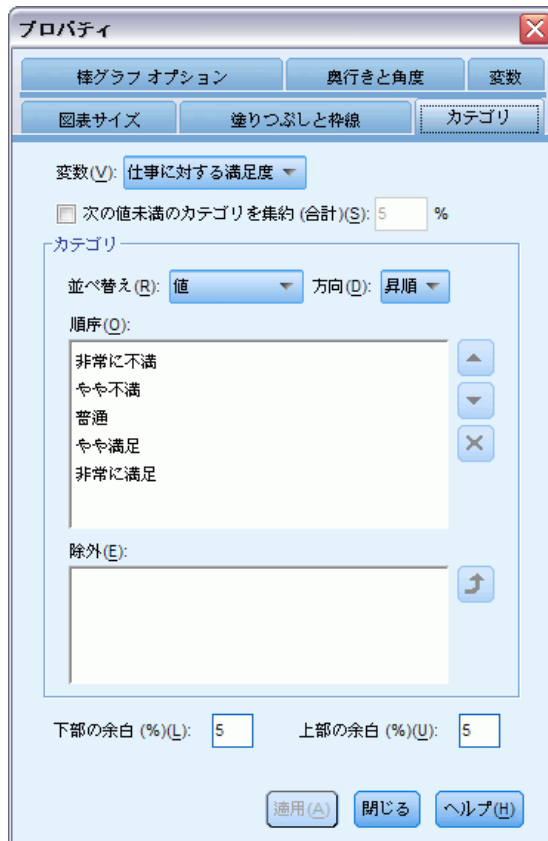 プロパティ
棒グラフ オプション 奥行きと角度 変数
図表サイズ 塗りつぶしと枠線 カテゴリ
変数(V): 仕事に対する満足度
次の値未満のカテゴリを集約 (合計)(S): 5 %
カテゴリ
並べ替え(R): 値 方向(D): 昇順
順序(O):
非常に不満
やや不満
普通
やや満足
非常に満足
除外(E):
下部の余白 (%)(L): 5 上部の余白 (%)(U): 5
適用(A) 閉じる ヘルプ(H)